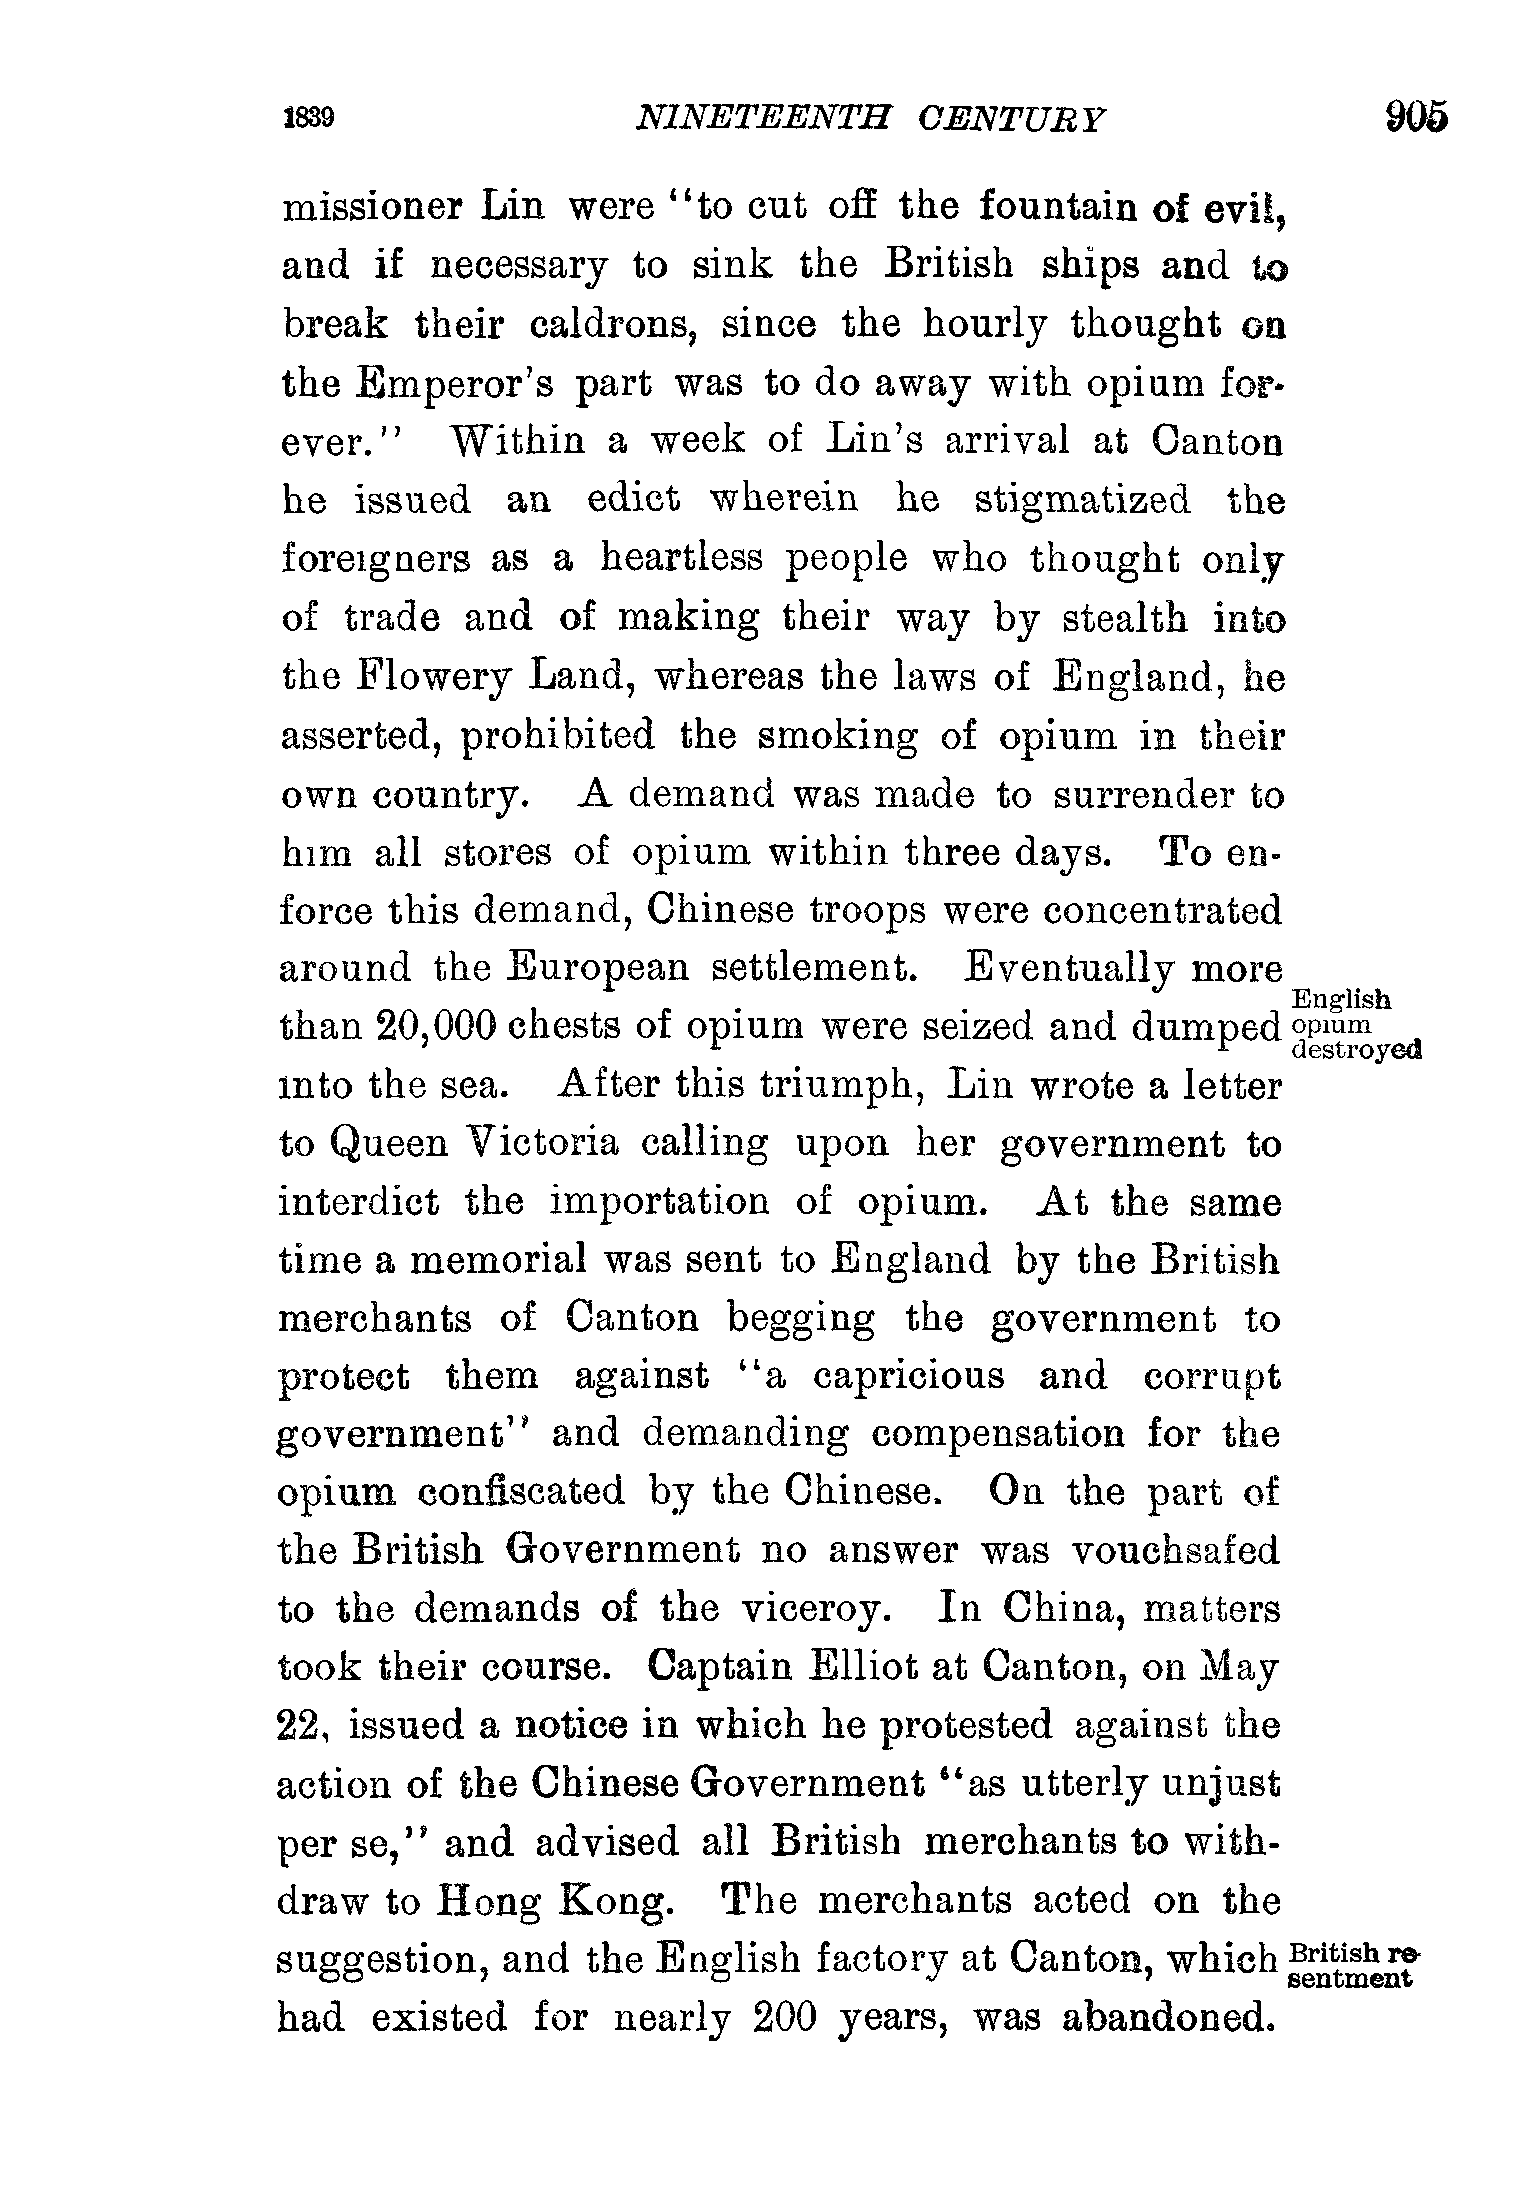 1839 NINETEENTH CENTURY 905
missioner Lin were "to cut off the fountain of evil,
and if necessary to sink the British ships and to
break their caldrons, since the hourly thought on
the Emperor's part was to do away with opium for-
ever." Within a week of Lin's arrival at Canton
he issued an edict wherein he stigmatized the
foreigners as a heartless people who thought only
of trade and of making their way by stealth into
the Flowery Land, whereas the laws of England, he
asserted, prohibited the smoking of opium in their
own country. A demand was made to surrender to
him all stores of opium within three days. To en-
force this demand, Chinese troops were concentrated
around the European settlement. Eventually more
than 20,000 chests of opium were seized and dumped
English
opium
destroyed
into the sea. After this triumph, Lin wrote a letter
to Queen Victoria calling upon her government to
interdict the importation of opium. At the same
time a memorial was sent to England by the British
merchants of Canton begging the government to
protect them against "a capricious and corrupt
government" and demanding compensation for the
opium confiscated by the Chinese. On the part of
the British Government no answer was vouchsafed
to the demands of the viceroy. In China, matters
took their course. Captain Elliot at Canton, on May
22, issued a notice in which he protested against the
action of the Chinese Government "as utterly unjust
per se," and advised all British merchants to with-
draw to Hong Kong. The merchants acted on the
suggestion, and the English factory at Canton, which
British re-
sentment
had existed for nearly 200 years, was abandoned.